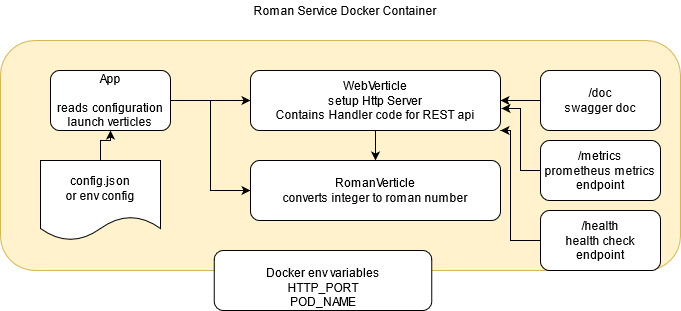 Roman Service Docker Container
App
reads configuration
launch verticles
WebVerticle
setup Http Server
Contains Handler code for REST api
/doc
swagger doc
config.json
or env config
RomanVerticle
converts integer to roman number
/metrics
prometheus metrics
endpoint
/health
health check
endpoint
Docker env variables
HTTP_PORT
POD_NAME